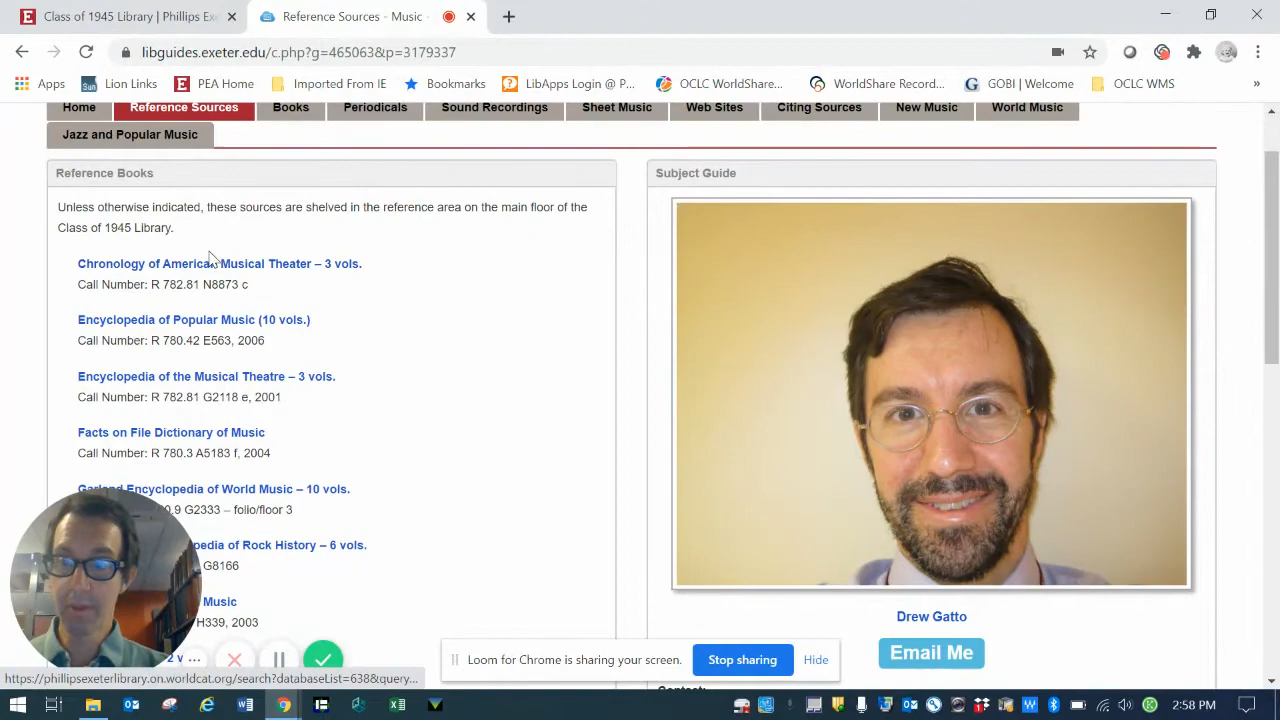 Class of 1945 Library | Phillips Exe
Reference Sources - Music -
libguides.exeter.edu/c.php?g=465063&p=3179337
Apps
Lion Links
PEA Home
Imported From IE
Bookmarks
LibApps Login @ P...
OCLC WorldShare...
WorldShare Record...
GOBI | Welcome
OCLC WMS
»
Home
Reference Sources
Books
Periodicals
Sound Recordings
Sheet Music
Web Sites
Citing Sources
New Music
World Music
Jazz and Popular Music
Reference Books
Unless otherwise indicated, these sources are shelved in the reference area on the main floor of the
Class of 1945 Library.
Chronology of American Musical Theater – 3 vols.
Call Number: R 782.81 N8873 c
Encyclopedia of Popular Music (10 vols.)
Call Number: R 780.42 E563, 2006
Encyclopedia of the Musical Theatre – 3 vols.
Call Number: R 782.81 G2118 e, 2001
Facts on File Dictionary of Music
Call Number: R 780.3 A5183 f, 2004
Garland Encyclopedia of World Music – 10 vols.
0.9 G2333 – folio/floor 3
pedia of Rock History – 6 vols.
G8166
Music
H339, 2003
2 v
Subject Guide
Drew Gatto
Email Me
Contact:
Loom for Chrome is sharing your screen.
Stop sharing
Hide
https://phillipsexeterlibrary.on.worldcat.org/search?databaseList=638&query...
2:58 PM